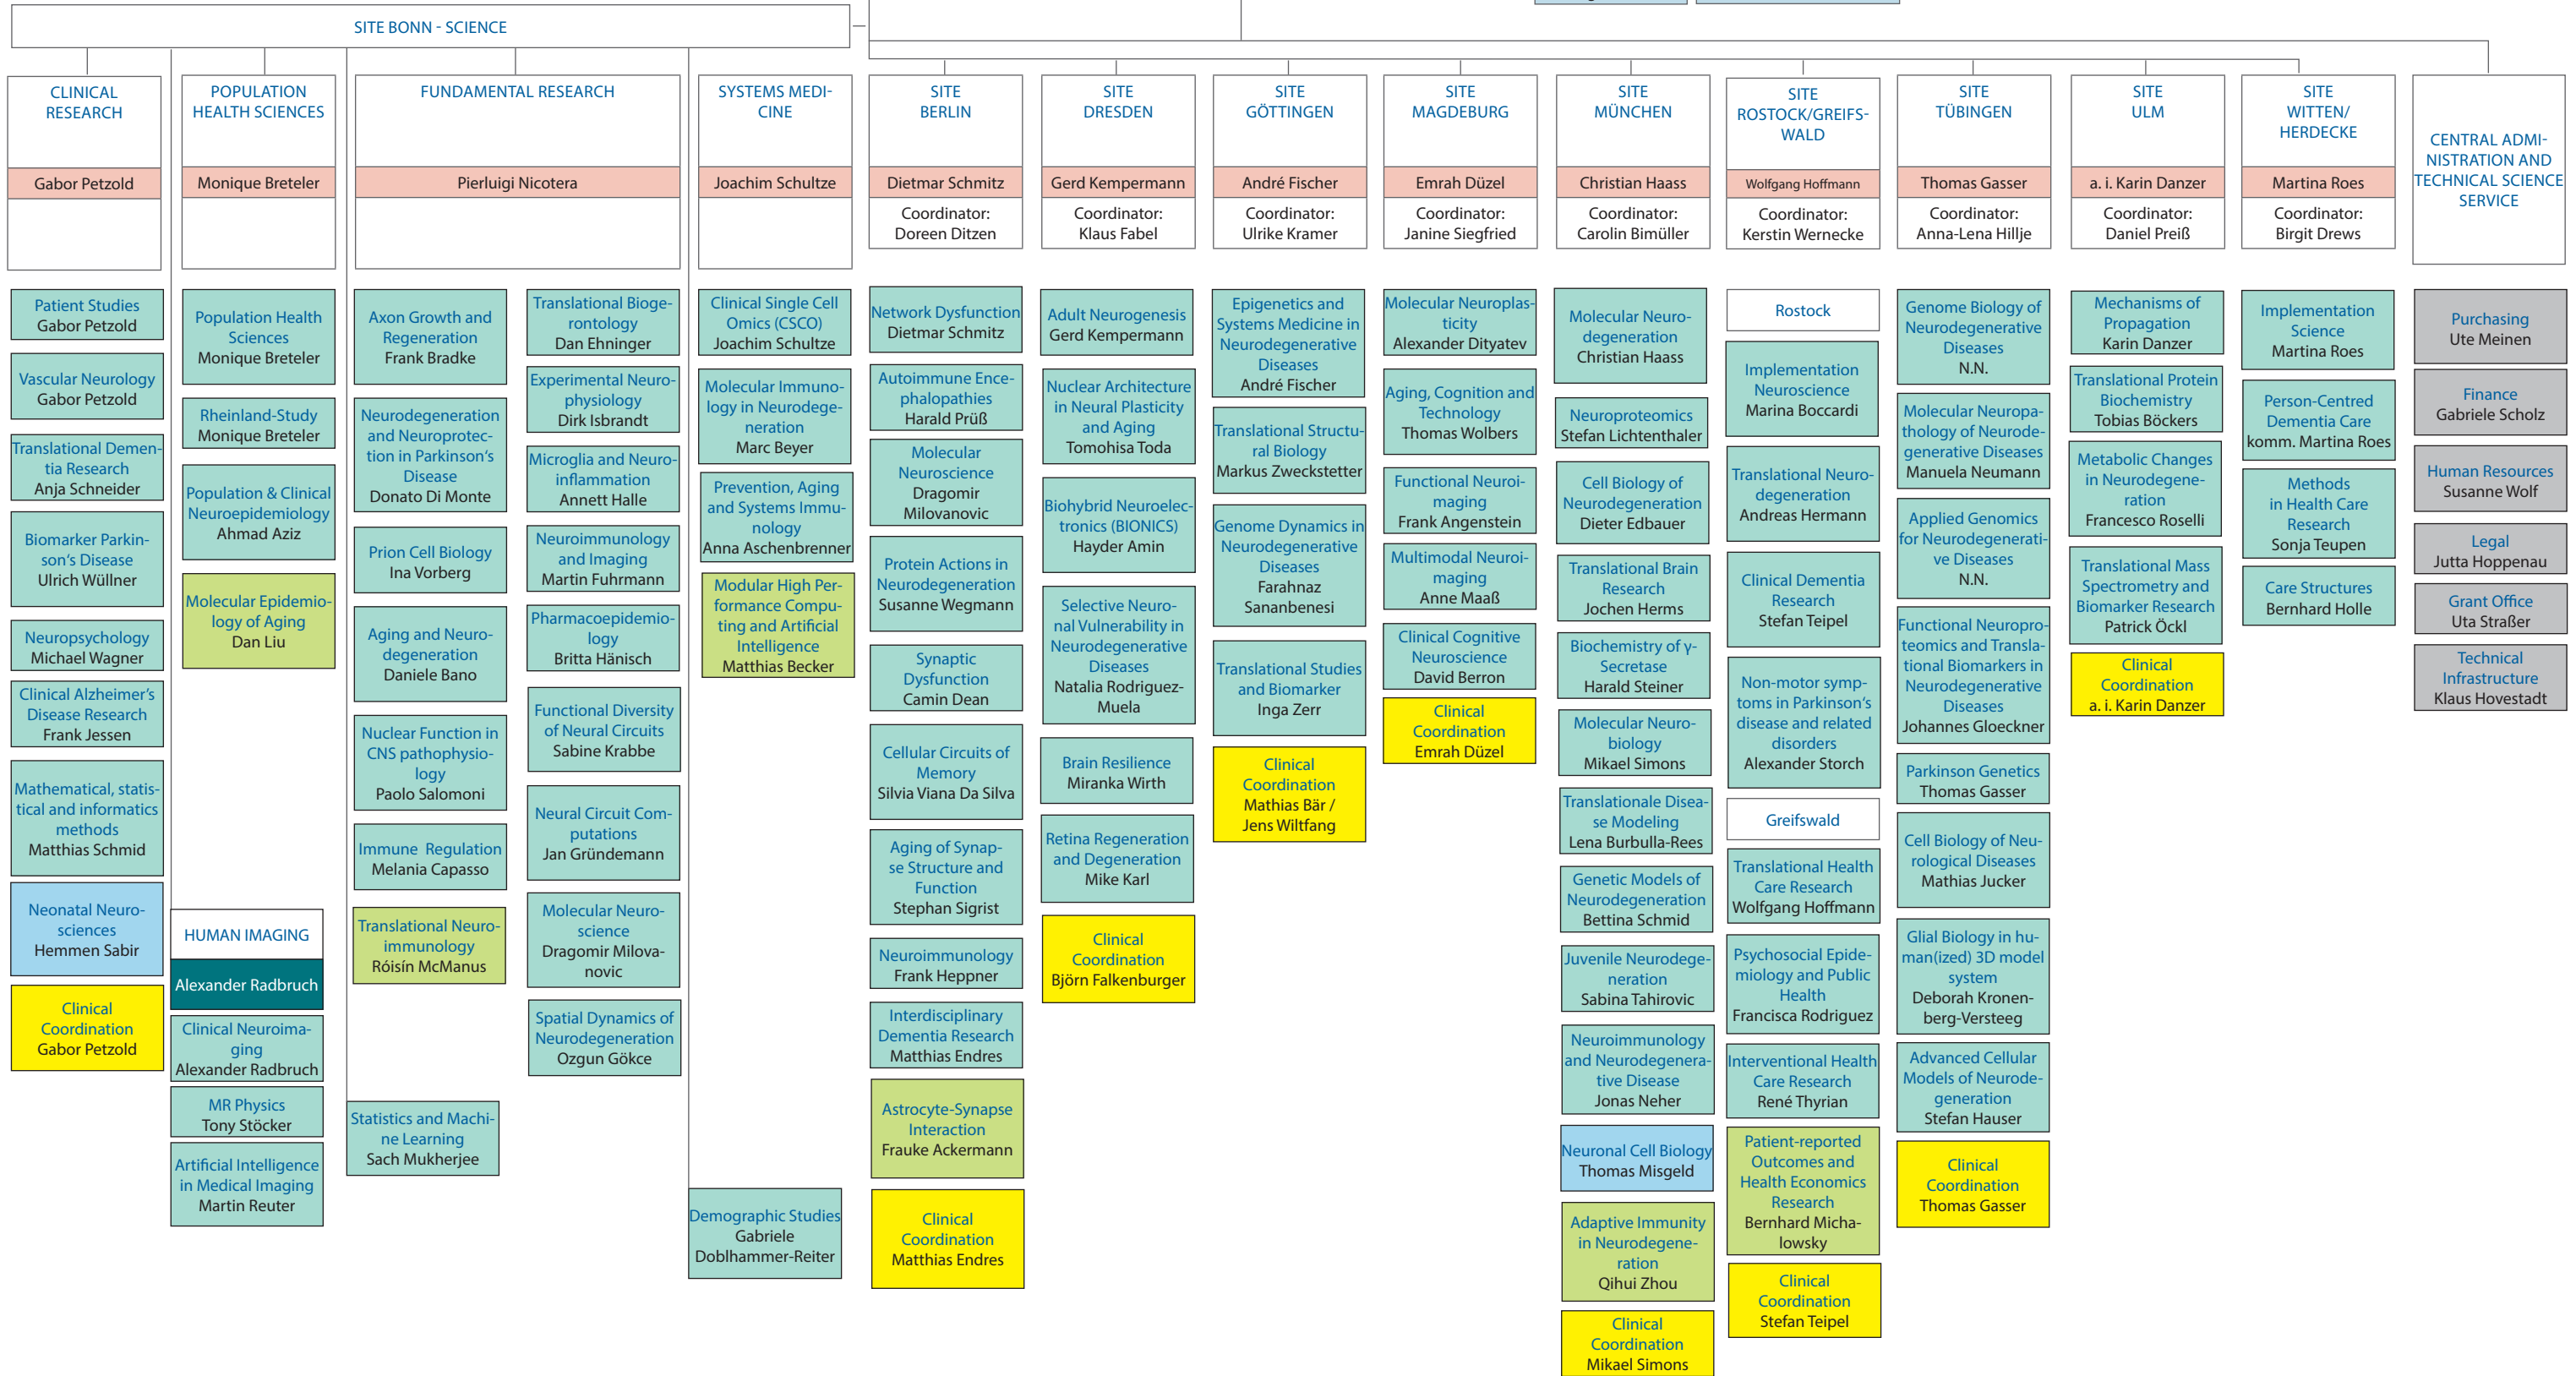 SITE BONN - SCIENCE
CLINICAL
RESEARCH
Gabor Petzold
Patient Studies
Gabor Petzold
Vascular Neurology
Gabor Petzold
Translational Demen-
tia Research
Anja Schneider
Biomarker Parkin-
son's Disease
Ulrich Wüllner
Neuropsychology
Michael Wagner
Clinical Alzheimer's
Disease Research
Frank Jessen
Mathematical, statis-
tical and informatics
methods
Matthias Schmid
Neonatal Neuro-
sciences
Hemmen Sabir
Clinical
Coordination
Gabor Petzold
POPULATION
HEALTH SCIENCES
Monique Breteler
Population Health
Sciences
Monique Breteler
Rheinland-Study
Monique Breteler
Population & Clinical
Neuroepidemiology
Ahmad Aziz
Molecular Epidemio-
logy of Aging
Dan Liu
HUMAN IMAGING
Alexander Radbruch
Clinical Neuroima-
ging
Alexander Radbruch
MR Physics
Tony Stöcker
Artificial Intelligence
in Medical Imaging
Martin Reuter
FUNDAMENTAL RESEARCH
Pierluigi Nicotera
Axon Growth and
Regeneration
Frank Bradke
Neurodegeneration
and Neuroprotec-
tion in Parkinson's
Disease
Donato Di Monte
Prion Cell Biology
Ina Vorberg
Aging and Neuro-
degeneration
Daniele Bano
Nuclear Function in
CNS pathophysio-
logy
Paolo Salomoni
Immune Regulation
Melania Capasso
Translational Neuro-
immunology
Róisín McManus
Statistics and Machi-
ne Learning
Sach Mukherjee
Translational Bioge-
rontology
Dan Ehninger
Experimental Neuro-
physiology
Dirk Isbrandt
Microglia and Neuro-
inflammation
Annett Halle
Neuroimmunology
and Imaging
Martin Fuhrmann
Pharmacoepidemio-
logy
Britta Hänisch
Functional Diversity
of Neural Circuits
Sabine Krabbe
Neural Circuit Com-
putations
Jan Gründemann
Molecular Neuro-
science
Dragomir Milova-
novic
Spatial Dynamics of
Neurodegeneration
Ozgun Gökce
SYSTEMS MEDI-
CINE
Joachim Schultze
Clinical Single Cell
Omics (CSCO)
Joachim Schultze
Molecular Immuno-
logy in Neurodege-
neration
Marc Beyer
Prevention, Aging
and Systems Immu-
nology
Anna Aschenbrenner
Modular High Per-
formance Compu-
ting and Artificial
Intelligence
Matthias Becker
Demographic Studies
Gabriele
Doblhammer-Reiter
SITE
BERLIN
Dietmar Schmitz
Coordinator:
Doreen Ditzen
Network Dysfunction
Dietmar Schmitz
Autoimmune Ence-
phalopathies
Harald Prüß
Molecular
Neuroscience
Dragomir
Milovanovic
Protein Actions in
Neurodegeneration
Susanne Wegmann
Synaptic
Dysfunction
Camin Dean
Cellular Circuits of
Memory
Silvia Viana Da Silva
Aging of Synap-
se Structure and
Function
Stephan Sigrist
Neuroimmunology
Frank Heppner
Interdisciplinary
Dementia Research
Matthias Endres
Astrocyte-Synapse
Interaction
Frauke Ackermann
Clinical
Coordination
Matthias Endres
SITE
DRESDEN
Gerd Kempermann
Coordinator:
Klaus Fabel
Adult Neurogenesis
Gerd Kempermann
Nuclear Architecture
in Neural Plasticity
and Aging
Tomohisa Toda
Biohybrid Neuroelec-
tronics (BIONICS)
Hayder Amin
Selective Neuro-
nal Vulnerability in
Neurodegenerative
Diseases
Natalia Rodriguez-
Muela
Brain Resilience
Miranka Wirth
Retina Regeneration
and Degeneration
Mike Karl
Clinical
Coordination
Björn Falkenburger
SITE
GÖTTINGEN
André Fischer
Coordinator:
Ulrike Kramer
Epigenetics and
Systems Medicine in
Neurodegenerative
Diseases
André Fischer
Translational Structu-
ral Biology
Markus Zweckstetter
Genome Dynamics in
Neurodegenerative
Diseases
Farahnaz
Sananbenesi
Translational Studies
and Biomarker
Inga Zerr
Clinical
Coordination
Mathias Bär /
Jens Wiltfang
SITE
MAGDEBURG
Emrah Düzel
Coordinator:
Janine Siegfried
Molecular Neuroplas-
ticity
Alexander Dityatev
Aging, Cognition and
Technology
Thomas Wolbers
Functional Neuroi-
maging
Frank Angenstein
Multimodal Neuroi-
maging
Anne Maaß
Clinical Cognitive
Neuroscience
David Berron
Clinical
Coordination
Emrah Düzel
SITE
MÜNCHEN
Christian Haass
Coordinator:
Carolin Bimüller
Molecular Neuro-
degeneration
Christian Haass
Neuroproteomics
Stefan Lichtenthaler
Cell Biology of
Neurodegeneration
Dieter Edbauer
Translational Brain
Research
Jochen Herms
Biochemistry of γ-
Secretase
Harald Steiner
Molecular Neuro-
biology
Mikael Simons
Translationale Disea-
se Modeling
Lena Burbulla-Rees
Genetic Models of
Neurodegeneration
Bettina Schmid
Juvenile Neurodege-
neration
Sabina Tahirovic
Neuroimmunology
and Neurodegenera-
tive Disease
Jonas Neher
Neuronal Cell Biology
Thomas Misgeld
Adaptive Immunity
in Neurodegene-
ration
Qihui Zhou
Clinical
Coordination
Mikael Simons
SITE
ROSTOCK/GREIFS-
WALD
Wolfgang Hoffmann
Coordinator:
Kerstin Wernecke
Rostock
Implementation
Neuroscience
Marina Boccardi
Translational Neuro-
degeneration
Andreas Hermann
Clinical Dementia
Research
Stefan Teipel
Non-motor symp-
toms in Parkinson's
disease and related
disorders
Alexander Storch
Greifswald
Translational Health
Care Research
Wolfgang Hoffmann
Psychosocial Epide-
miology and Public
Health
Francisca Rodriguez
Interventional Health
Care Research
René Thyrian
Patient-reported
Outcomes and
Health Economics
Research
Bernhard Micha-
lowsky
Clinical
Coordination
Stefan Teipel
SITE
TÜBINGEN
Thomas Gasser
Coordinator:
Anna-Lena Hillje
Genome Biology of
Neurodegenerative
Diseases
N.N.
Molecular Neuropa-
thology of Neurode-
generative Diseases
Manuela Neumann
Applied Genomics
for Neurodegenerati-
ve Diseases
N.N.
Functional Neuropro-
teomics and Transla-
tional Biomarkers in
Neurodegenerative
Diseases
Johannes Gloeckner
Parkinson Genetics
Thomas Gasser
Cell Biology of Neu-
rological Diseases
Mathias Jucker
Glial Biology in hu-
man(ized) 3D model
system
Deborah Kronen-
berg-Versteeg
Advanced Cellular
Models of Neurode-
generation
Stefan Hauser
Clinical
Coordination
Thomas Gasser
SITE
ULM
a. i. Karin Danzer
Coordinator:
Daniel Preiß
Mechanisms of
Propagation
Karin Danzer
Translational Protein
Biochemistry
Tobias Böckers
Metabolic Changes
in Neurodegene-
ration
Francesco Roselli
Translational Mass
Spectrometry and
Biomarker Research
Patrick Öckl
Clinical
Coordination
a. i. Karin Danzer
SITE
WITTEN/
HERDECKE
Martina Roes
Coordinator:
Birgit Drews
Implementation
Science
Martina Roes
Person-Centred
Dementia Care
komm. Martina Roes
Methods
in Health Care
Research
Sonja Teupen
Care Structures
Bernhard Holle
CENTRAL ADMI-
NISTRATION AND
TECHNICAL SCIENCE
SERVICE
Purchasing
Ute Meinen
Finance
Gabriele Scholz
Human Resources
Susanne Wolf
Legal
Jutta Hoppenau
Grant Office
Uta Straßer
Technical
Infrastructure
Klaus Hovestadt